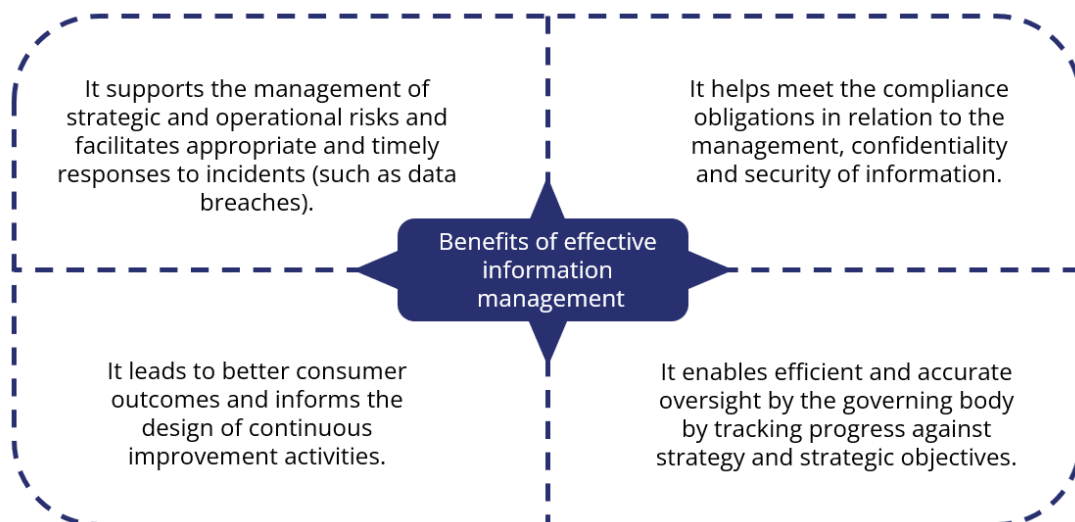 It supports the management of
strategic and operational risks and
facilitates appropriate and timely
responses to incidents (such as data
breaches).
It helps meet the compliance
obligations in relation to the
management, confidentiality
and security of information.
Benefits of effective
information
management
It leads to better consumer
outcomes and informs the
design of continuous
improvement activities.
It enables efficient and accurate
oversight by the governing body
by tracking progress against
strategy and strategic objectives.